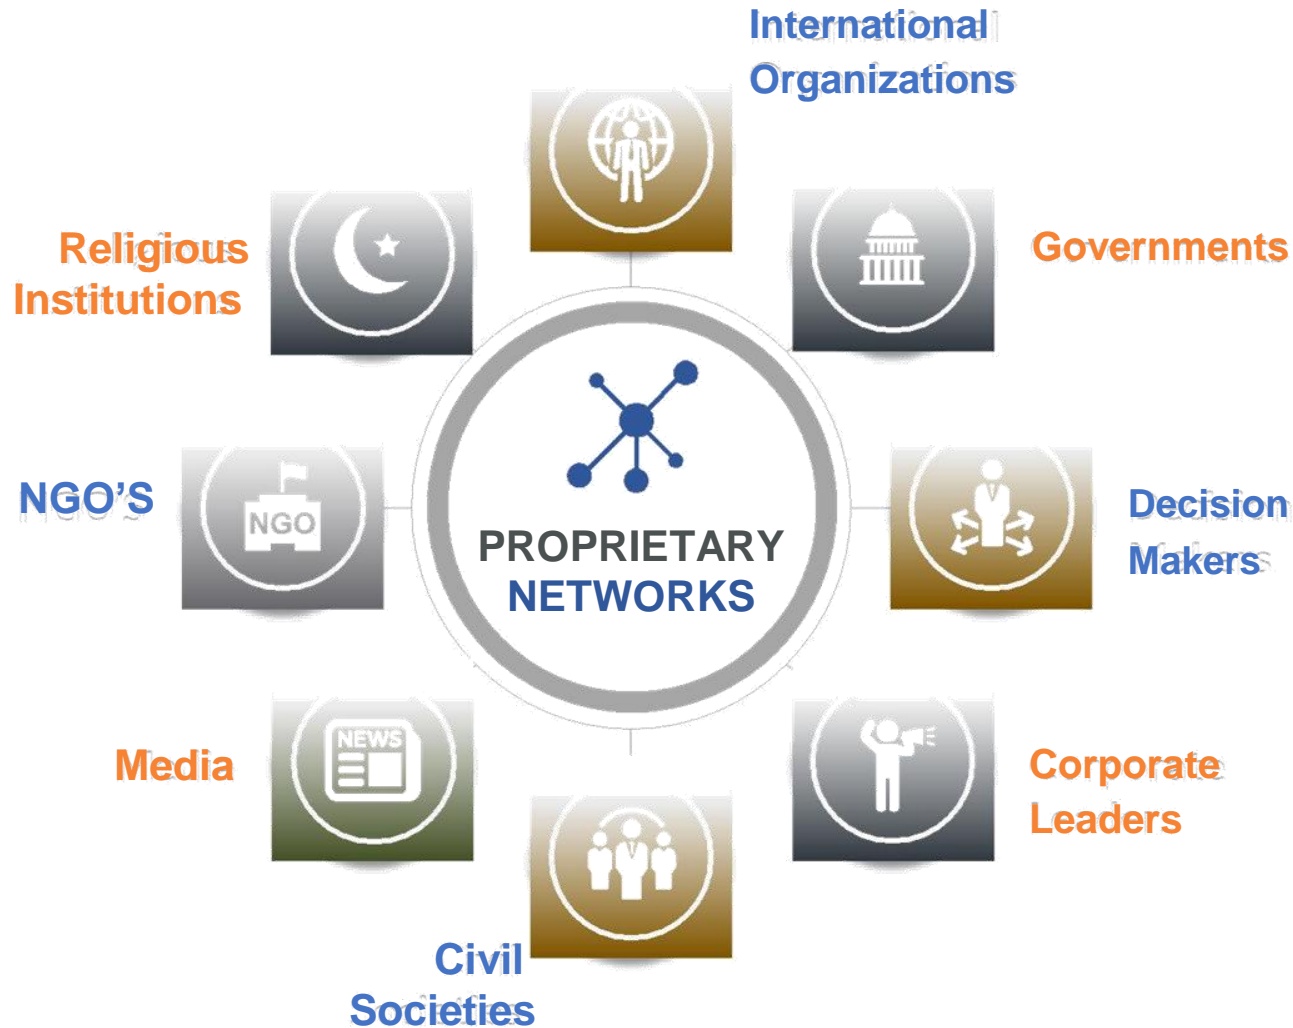 International
Organizations
Religious
Institutions
Governments
NGO'S
NGO
PROPRIETARY
NETWORKS
Decision
Makers
Media
NEWS
Corporate
Leaders
Civil
Societies